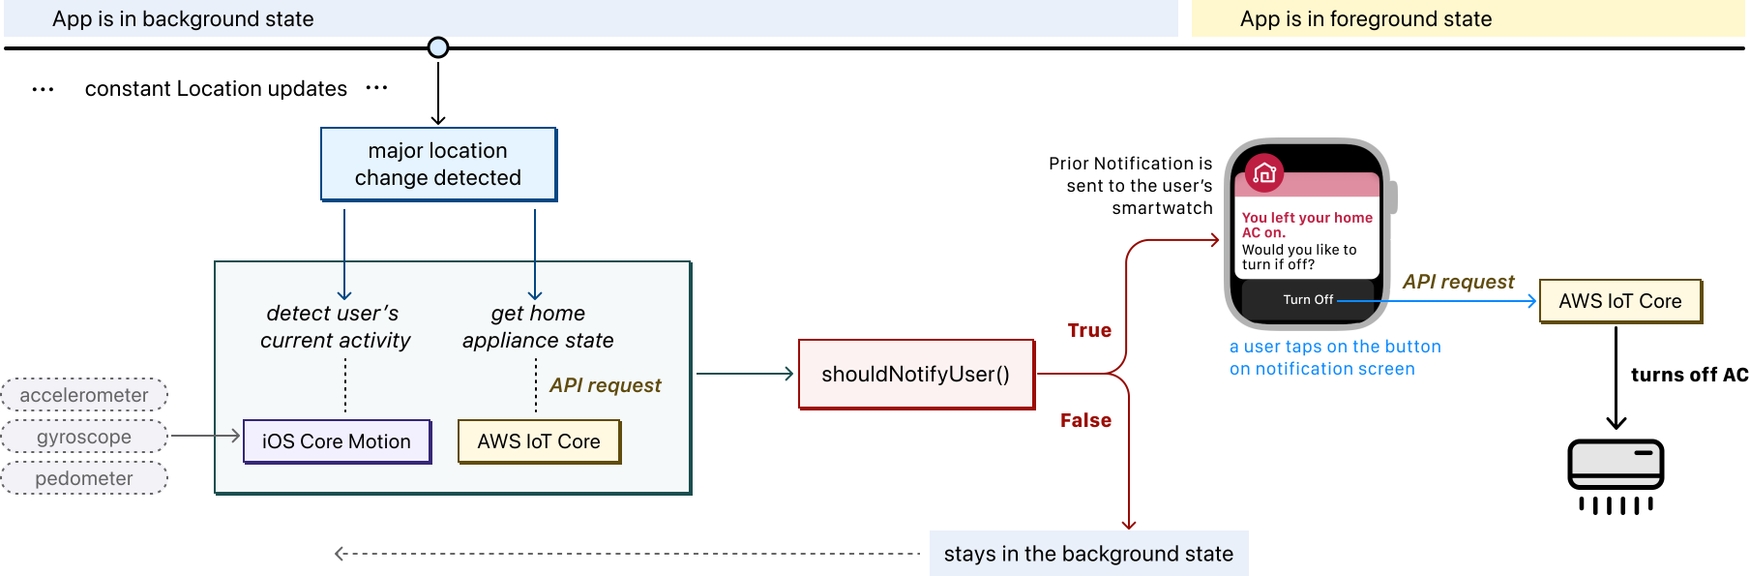 App is in background state
App is in foreground state
... constant Location updates ...
major location
change detected
detect user's
current activity
get home
appliance state
API request
accelerometer
gyroscope
pedometer
iOS Core Motion
AWS IoT Core
shouldNotifyUser()
True
False
Prior Notification is
sent to the user's
smartwatch
You left your home
AC on.
Would you like to
turn if off?
Turn Off
API request
AWS IoT Core
a user taps on the button
on notification screen
turns off AC
stays in the background state